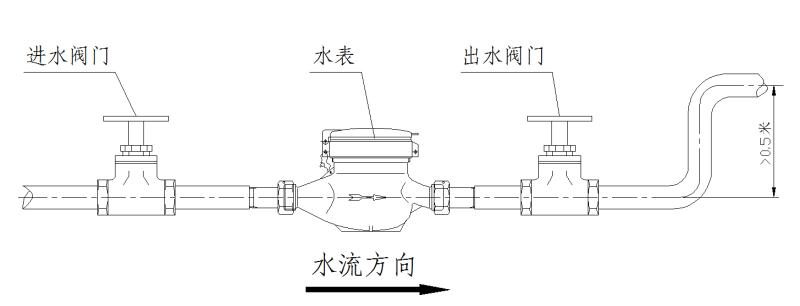 进水阀门
水表
出水阀门
>0.5米
水流方向